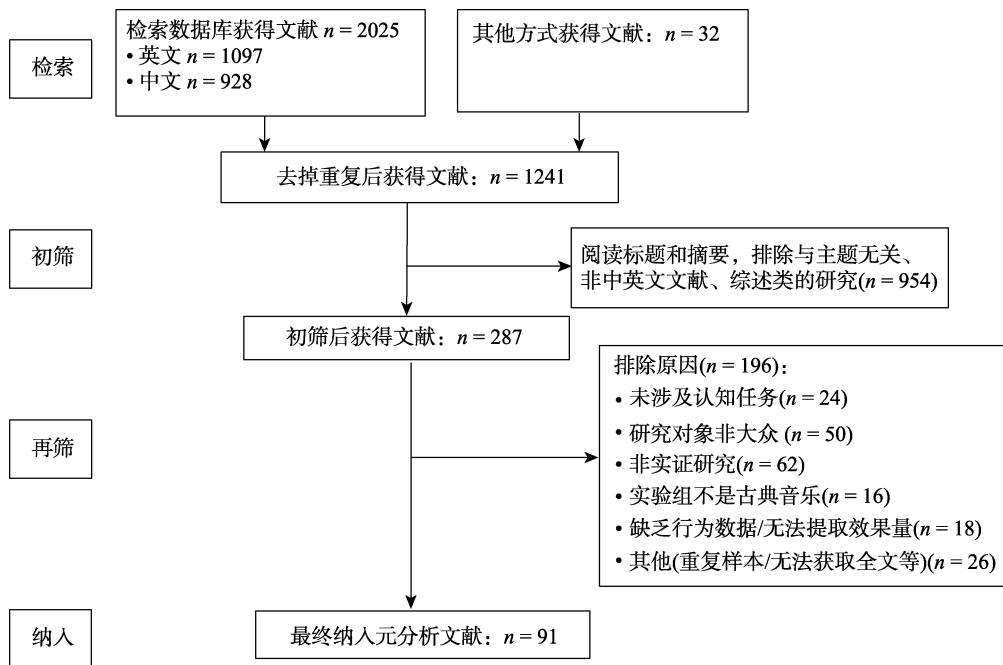 检索
检索数据库获得文献 n = 2025
• 英文 n = 1097
• 中文 n = 928
其他方式获得文献：n = 32
去掉重复后获得文献：n = 1241
初筛
阅读标题和摘要，排除与主题无关、
非中英文文献、综述类的研究(n = 954)
初筛后获得文献：n = 287
再筛
排除原因(n = 196)：
• 未涉及认知任务(n = 24)
• 研究对象非大众 (n = 50)
• 非实证研究(n = 62)
• 实验组不是古典音乐(n = 16)
• 缺乏行为数据/无法提取效果量(n = 18)
• 其他(重复样本/无法获取全文等)(n = 26)
纳入
最终纳入元分析文献：n = 91